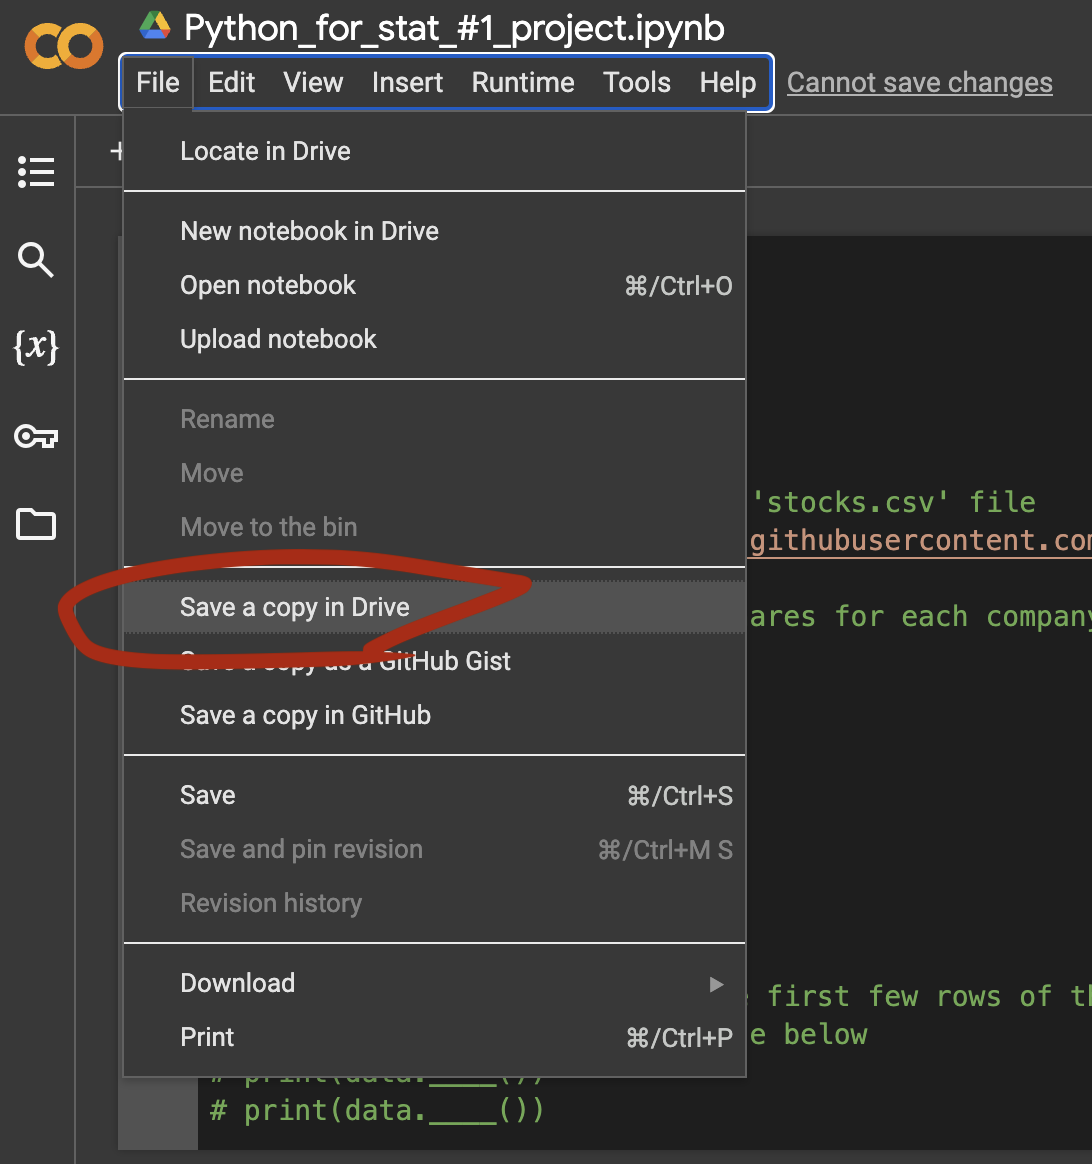 Python_for_stat_#1_project.ipynb
File Edit View Insert Runtime Tools Help Cannot save changes
+
Locate in Drive
New notebook in Drive
Open notebook ⌘/Ctrl+O
Upload notebook
{x}
Rename
Move
Move to the bin
'stocks.csv' file
githubusercontent.com
Save a copy in Drive
ares for each company
Save a copy as a GitHub Gist
Save a copy in GitHub
Save ⌘/Ctrl+S
Save and pin revision ⌘/Ctrl+M S
Revision history
Download ▶
first few rows of th
Print ⌘/Ctrl+P
e below
# print(data.____())
# print(data.____())